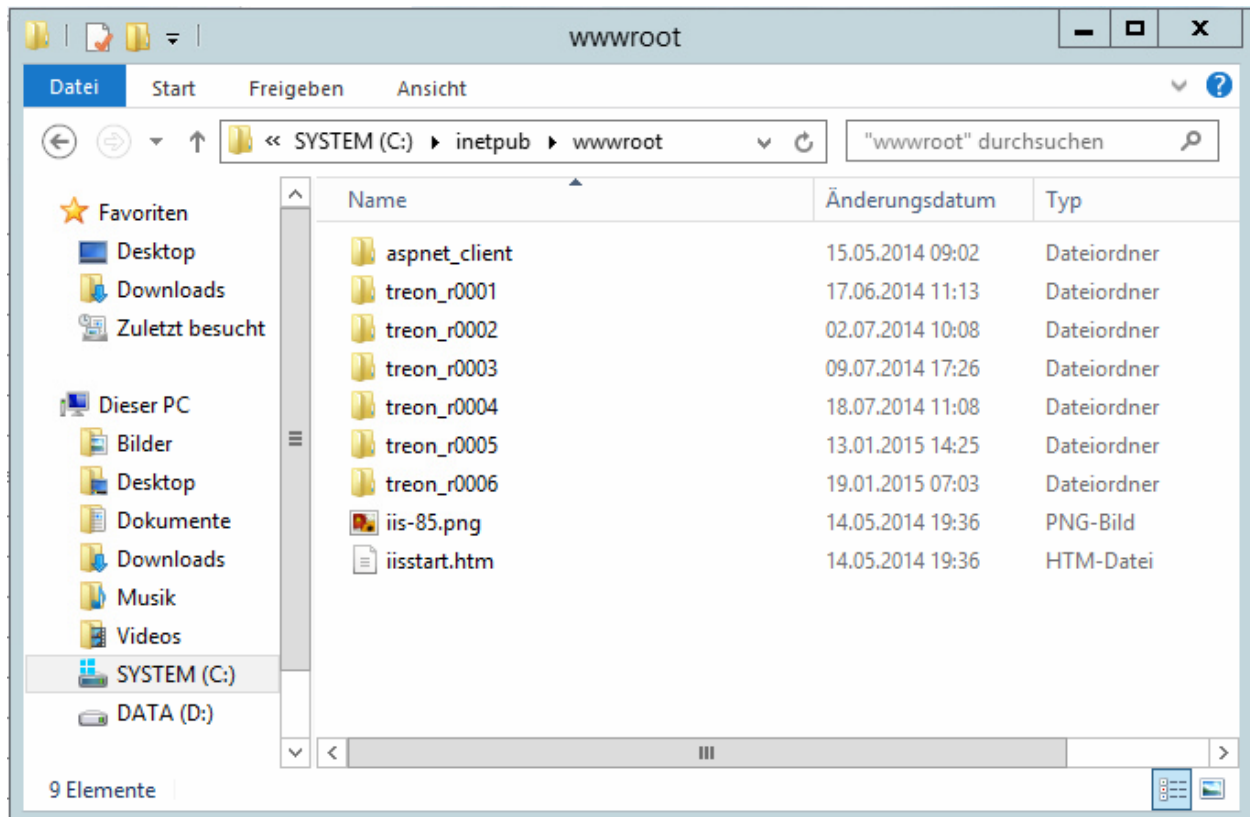 wwwroot
Datei Start Freigeben Ansicht
« SYSTEM (C:) inetpub wwwroot "wwwroot" durchsuchen
Favoriten
Desktop
Downloads
Zuletzt besucht
Dieser PC
Bilder
Desktop
Dokumente
Downloads
Musik
Videos
SYSTEM (C:)
DATA (D:)
Name Änderungsdatum Typ
aspnet_client 15.05.2014 09:02 Dateiordner
treon_r0001 17.06.2014 11:13 Dateiordner
treon_r0002 02.07.2014 10:08 Dateiordner
treon_r0003 09.07.2014 17:26 Dateiordner
treon_r0004 18.07.2014 11:08 Dateiordner
treon_r0005 13.01.2015 14:25 Dateiordner
treon_r0006 19.01.2015 07:03 Dateiordner
iis-85.png 14.05.2014 19:36 PNG-Bild
iisstart.htm 14.05.2014 19:36 HTM-Datei
9 Elemente